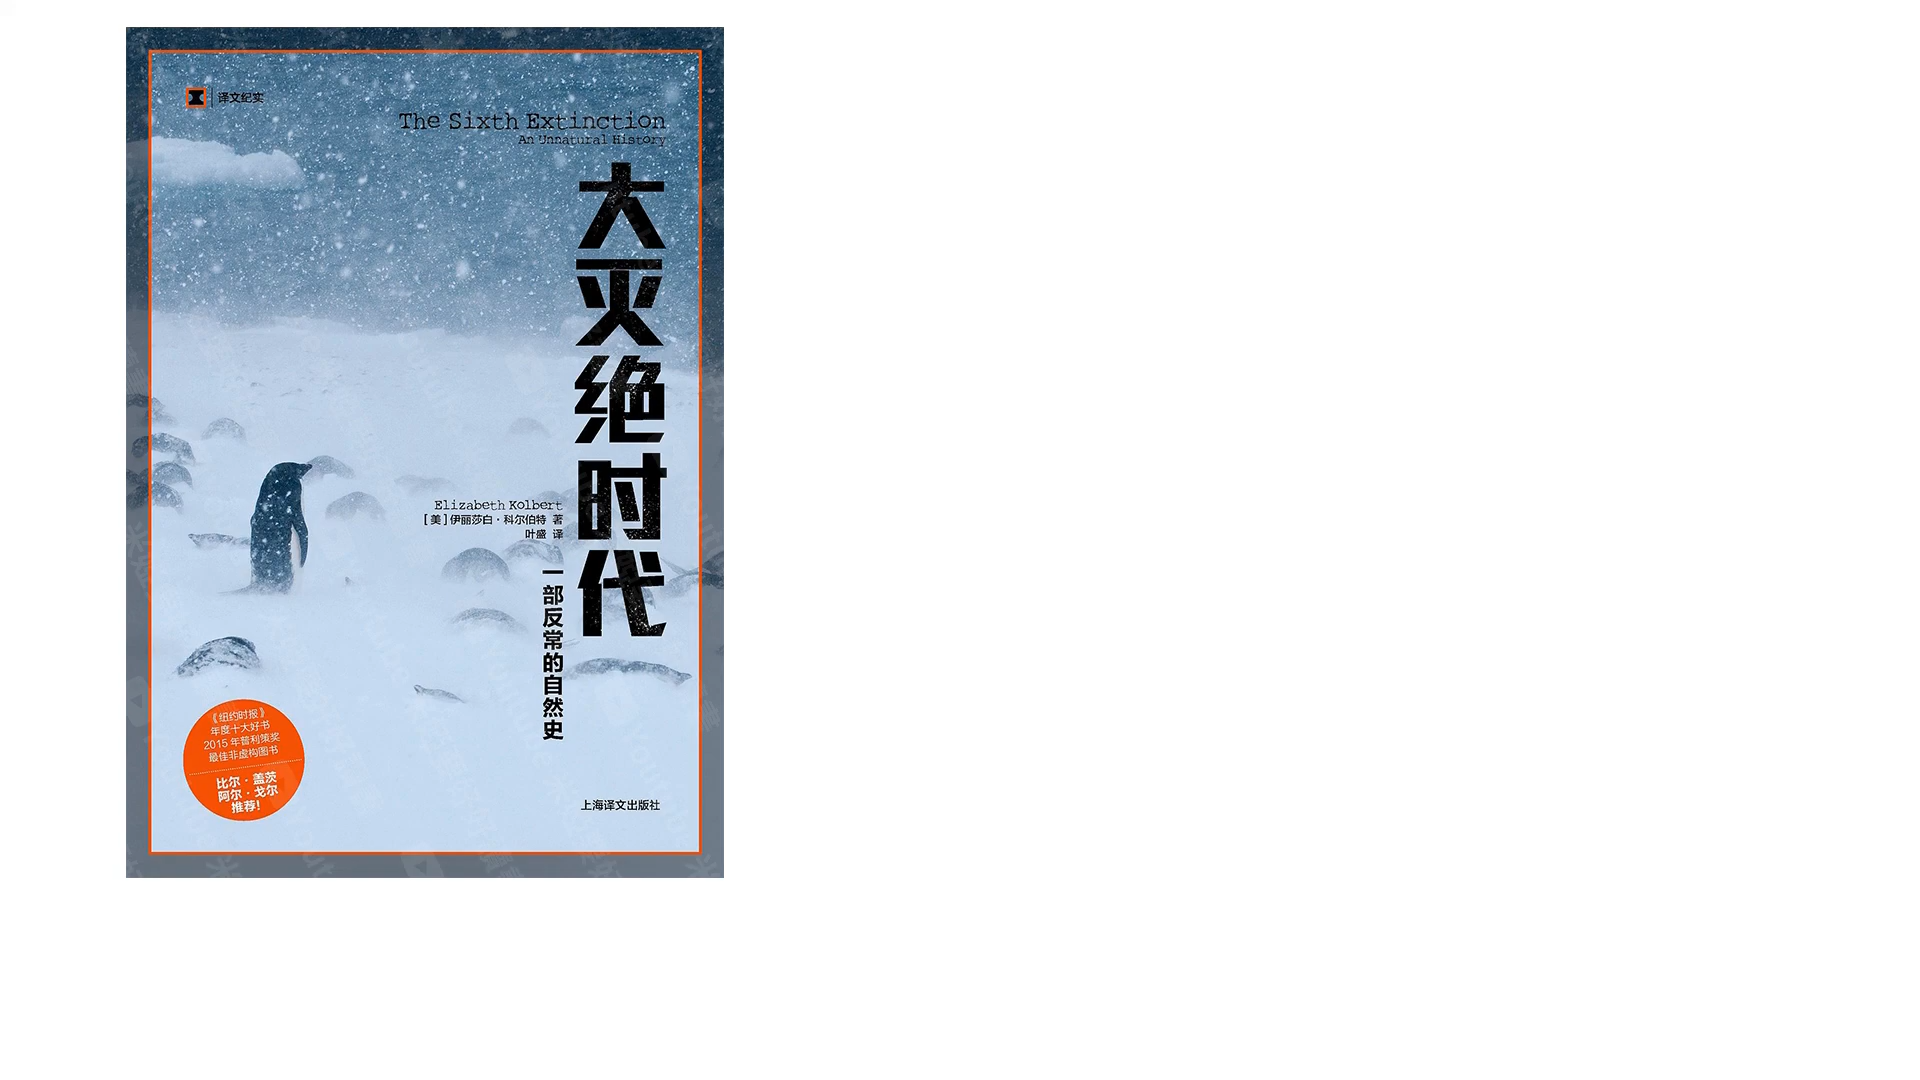 译文纪实
The Sixth Extinction
An Unnatural History
大灭绝时代
Elizabeth Kolbert
[美]伊丽莎白·科尔伯特 著
叶盛 译
一部反常的自然史
《纽约时报》
年度十大好书
2015 年普利策奖
最佳非虚构图书
比尔·盖茨
阿尔·戈尔
推荐!
上海译文出版社